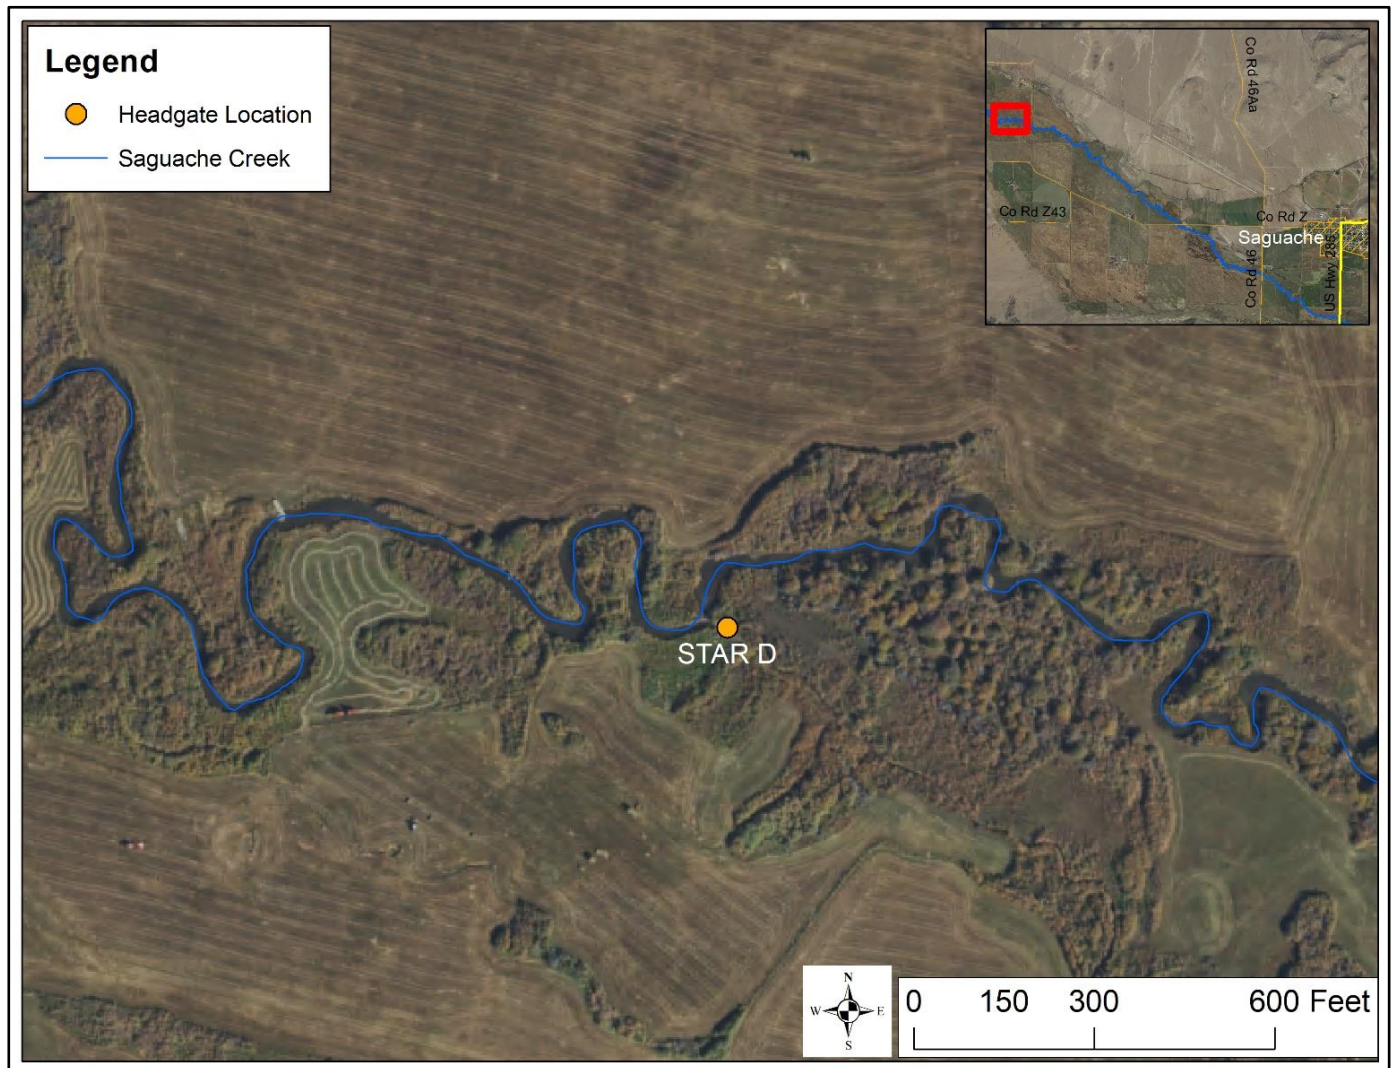 Legend
Headgate Location
Saguache Creek
Co Rd 46Aa
Co Rd Z43
Co Rd Z
Saguache
Co Rd 46
US Hwy 285
STAR D
N
W E
S
0 150 300 600 Feet